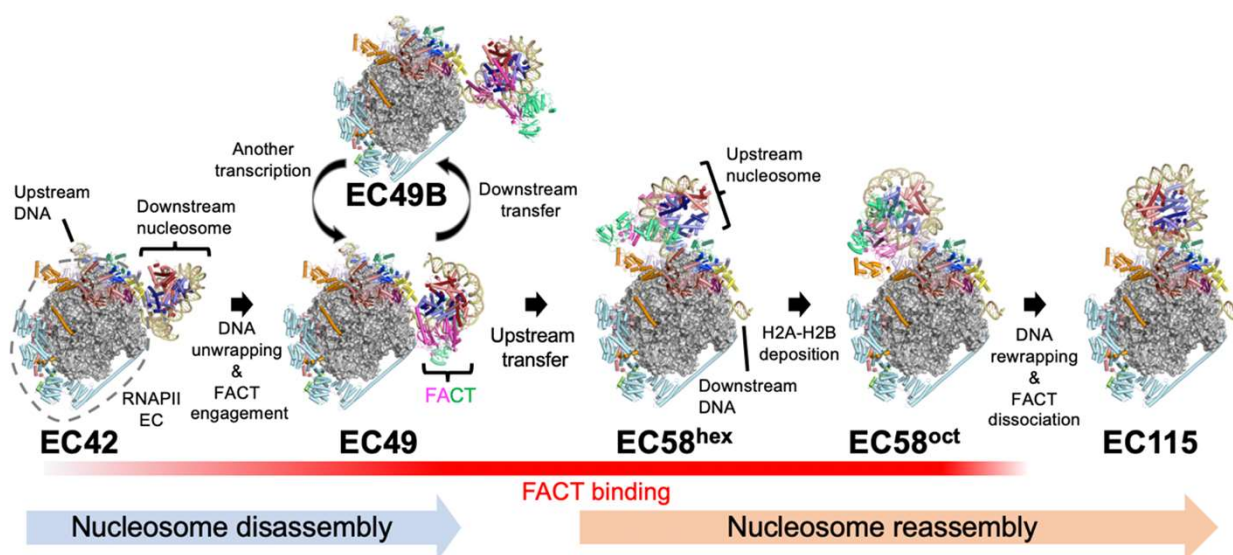 Another
transcription
EC49B
Downstream
transfer
Upstream
DNA
Downstream
nucleosome
RNAPII
EC
EC42
DNA
unwrapping
&
FACT
engagement
FACT
EC49
Upstream
transfer
Upstream
nucleosome
Downstream
DNA
EC58hex
H2A-H2B
deposition
EC58oct
DNA
rewrapping
&
FACT
dissociation
EC115
FACT binding
Nucleosome disassembly
Nucleosome reassembly